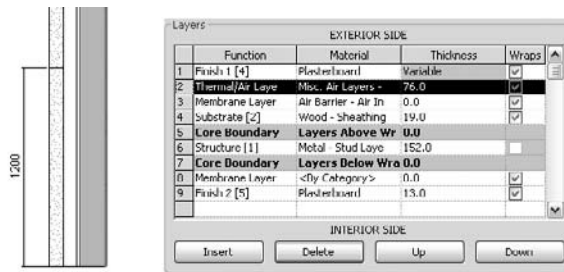 1200
Layers
EXTERIOR SIDE
Function Material Thickness Wraps
1 Finish 1 [4] Plasterboard Variable
2 Thermal/Air Laye Misc. Air Layers - 76.0
3 Membrane Layer Air Barrier - Air In 0.0
4 Substrate [2] Wood - Sheathing 19.0
5 Core Boundary Layers Above Wr 0.0
6 Structure [1] Metal - Stud Laye 152.0
7 Core Boundary Layers Below Wra 0.0
8 Membrane Layer <By Category> 0.0
9 Finish 2 [5] Plasterboard 13.0
INTERIOR SIDE
Insert Delete Up Down